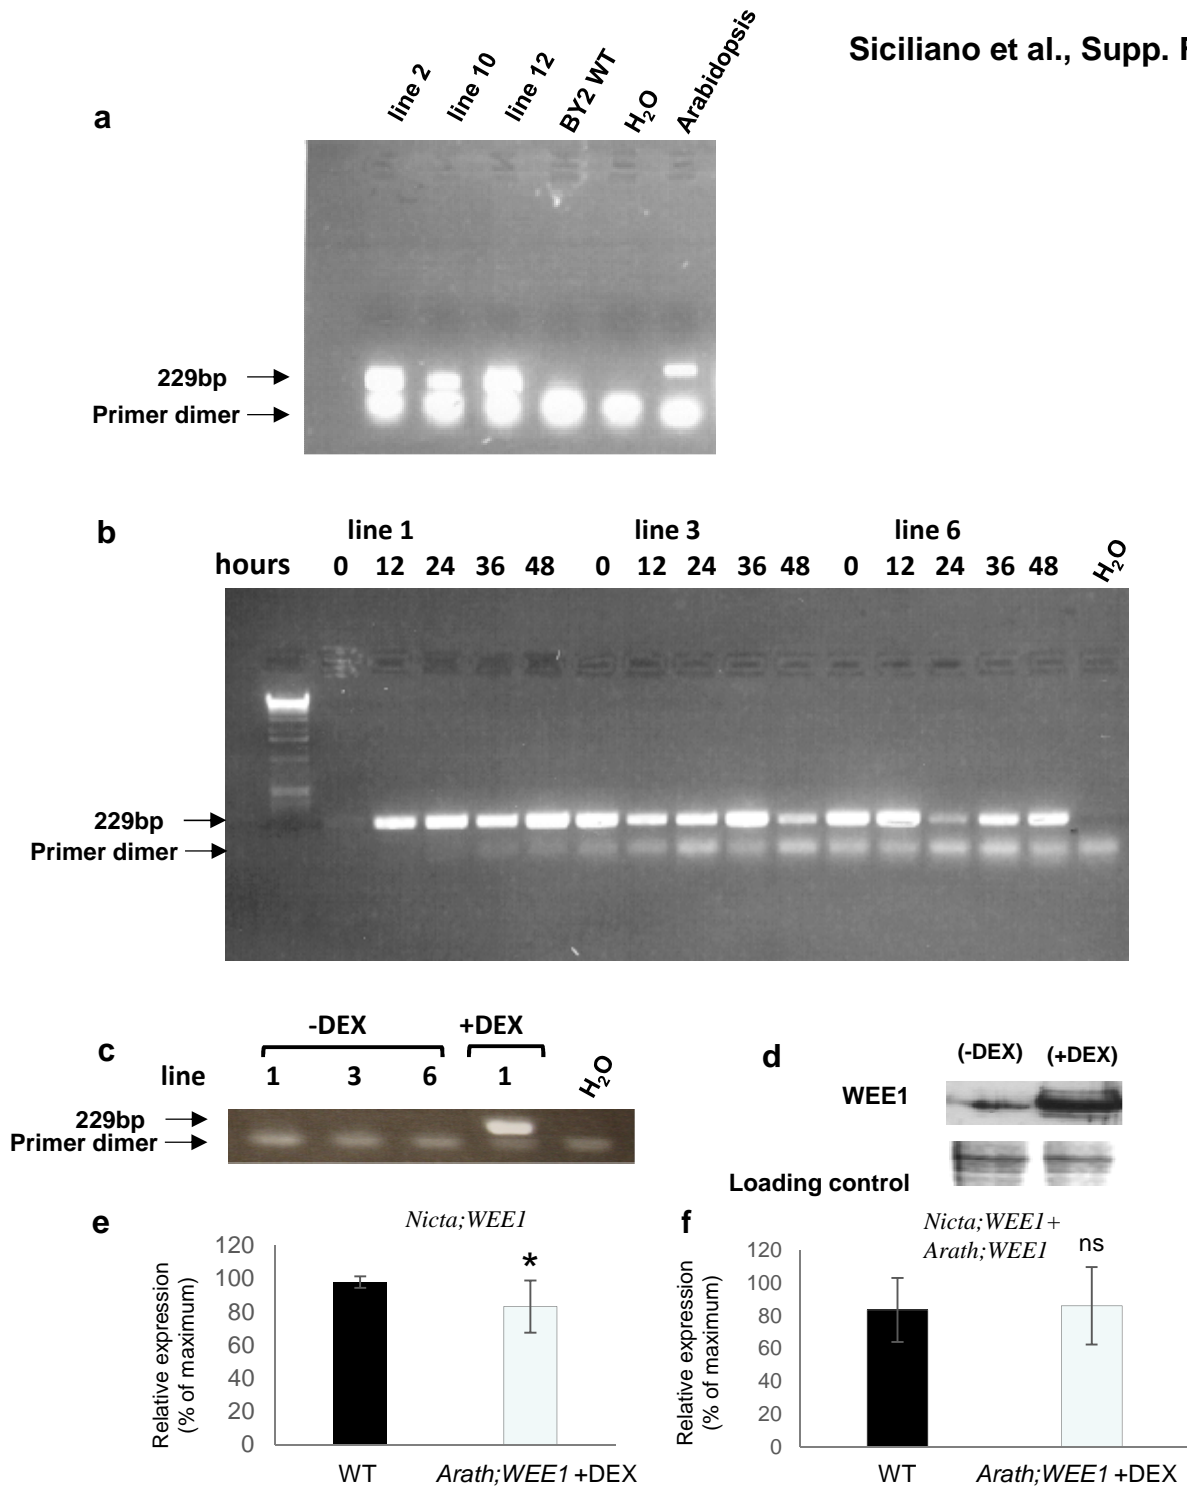 Siciliano et al., Supp.
a
line 2 line 10 line 12 BY2 WT H₂O Arabidopsis
229bp
Primer dimer
b
line 1 line 3 line 6
hours 0 12 24 36 48 0 12 24 36 48 0 12 24 36 48 H₂O
229bp
Primer dimer
c
-DEX +DEX
line 1 3 6 1 H₂O
229bp
Primer dimer
d
(-DEX) (+DEX)
WEE1
Loading control
e
Nicta;WEE1
Relative expression
(% of maximum)
120
100
80
60
40
20
0
*
WT Arath;WEE1 +DEX
f
Nicta;WEE1+
Arath;WEE1
ns
Relative expression
(% of maximum)
120
100
80
60
40
20
0
WT Arath;WEE1 +DEX